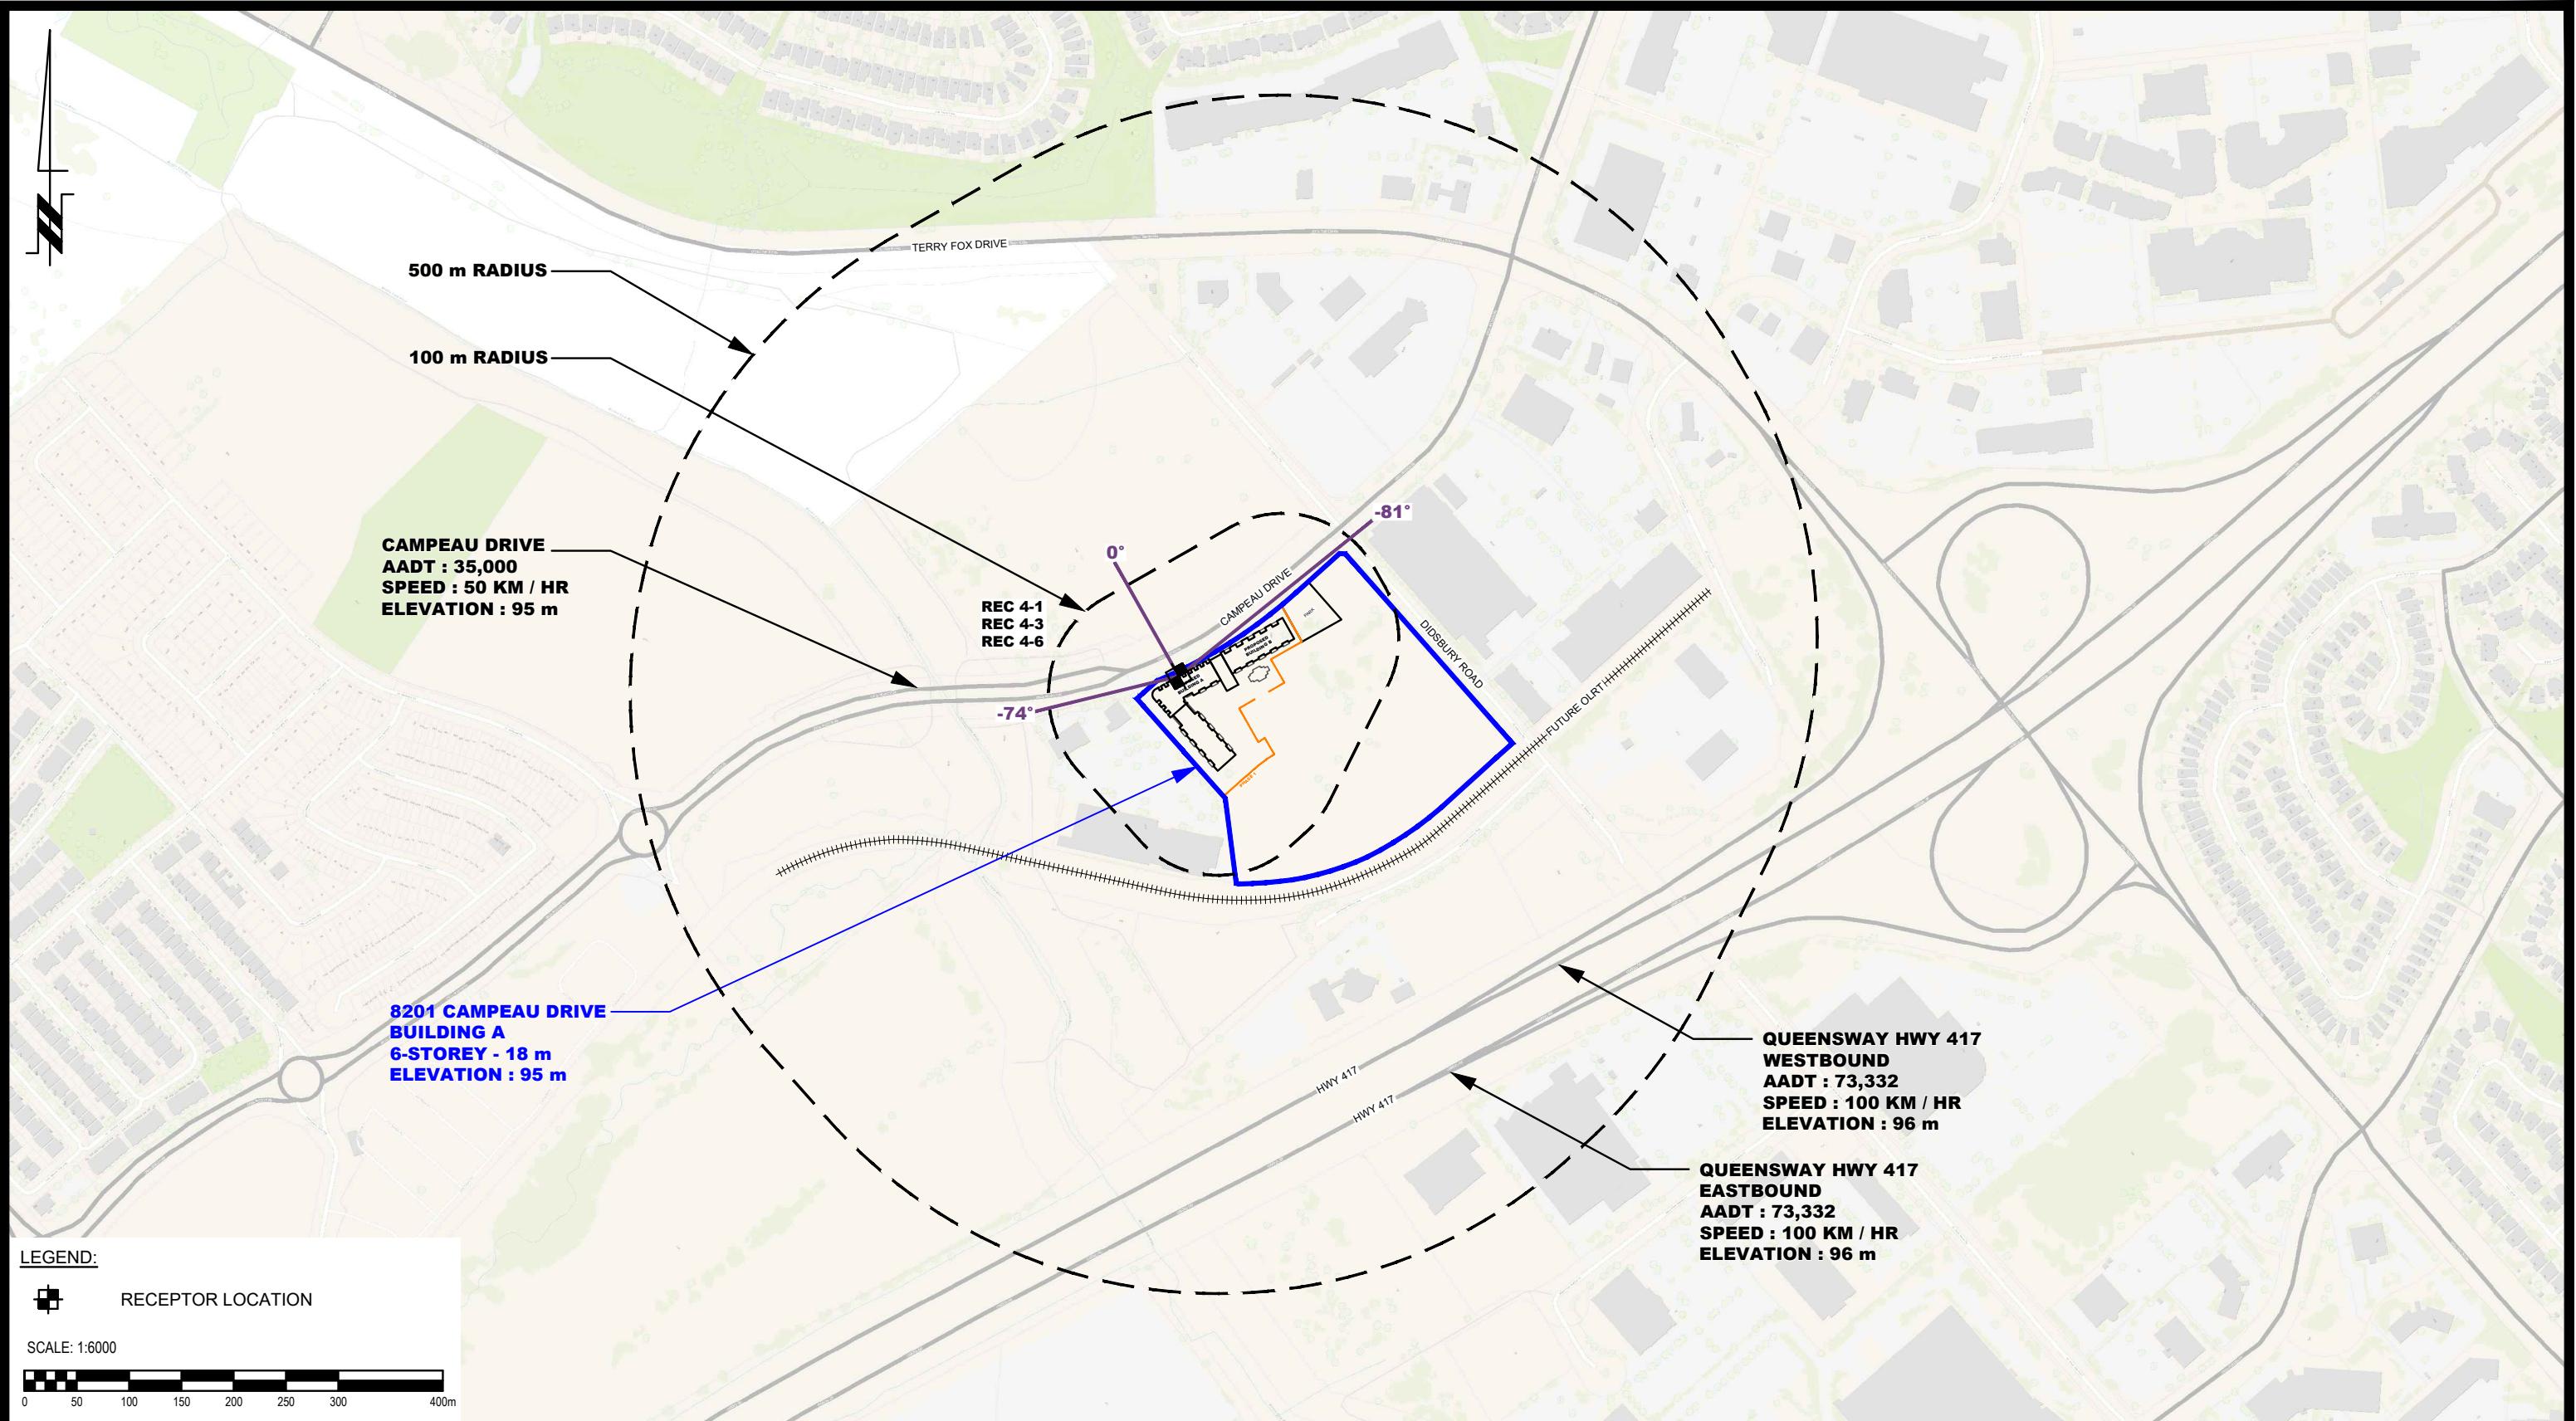 TERRY FOX DRIVE
500 m RADIUS
100 m RADIUS
-81°
0°
CAMPEAU DRIVE
AADT : 35,000
SPEED : 50 KM / HR
ELEVATION : 95 m
REC 4-1
REC 4-3
REC 4-6
CAMPEAU DRIVE
PROPOSED
BUILDING B
BUILDING A
DIDSBURY ROAD
-74°
FUTURE OLRT
8201 CAMPEAU DRIVE
BUILDING A
6-STOREY - 18 m
ELEVATION : 95 m
HWY 417
HWY 417
QUEENSWAY HWY 417
WESTBOUND
AADT : 73,332
SPEED : 100 KM / HR
ELEVATION : 96 m
QUEENSWAY HWY 417
EASTBOUND
AADT : 73,332
SPEED : 100 KM / HR
ELEVATION : 96 m
LEGEND:
RECEPTOR LOCATION
SCALE: 1:6000
0 50 100 150 200 250 300 400m